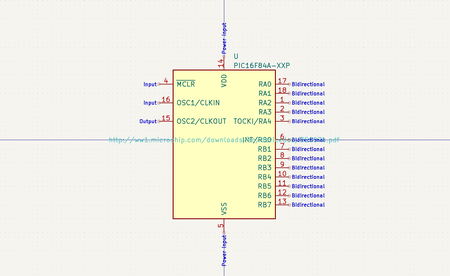 Power input
14
U
PIC16F84A-XXP
VDD
Input 4 MCLR
RA0 17 Bidirectional
RA1 18 Bidirectional
Input 16 OSC1/CLKIN
RA2 1 Bidirectional
RA3 2 Bidirectional
Output 15 OSC2/CLKOUT
TOCKI/RA4 3 Bidirectional
http://ww1.microchip.com/downloads
.pdf
INT/RB0 6 Bidirectional
RB1 7 Bidirectional
RB2 8 Bidirectional
RB3 9 Bidirectional
RB4 10 Bidirectional
RB5 11 Bidirectional
RB6 12 Bidirectional
RB7 13 Bidirectional
VSS
5
Power input